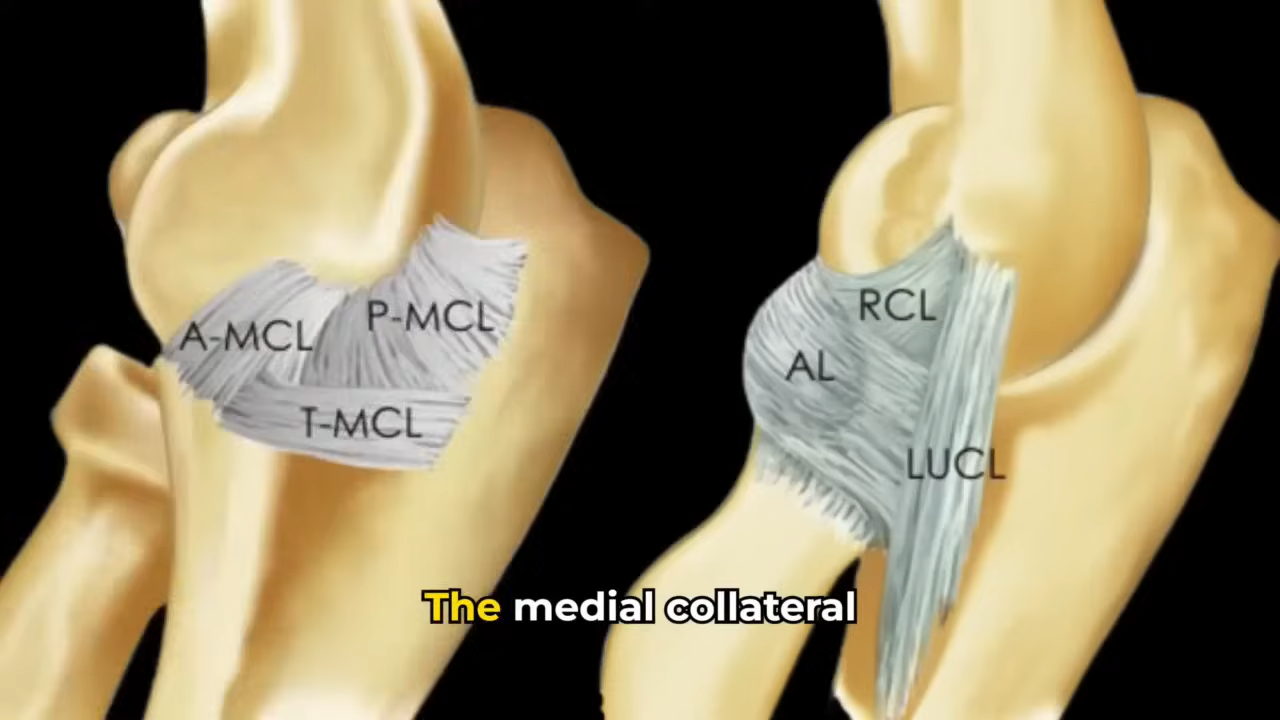 A-MCL
P-MCL
T-MCL
RCL
AL
LUCL
The medial collateral